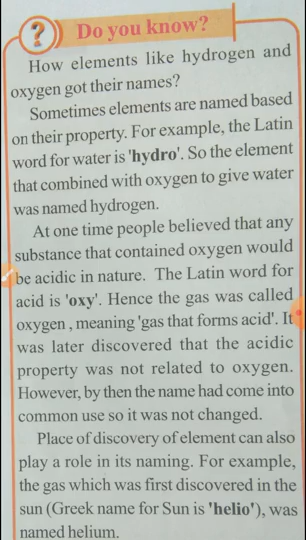 ?
Do you know?
How elements like hydrogen and
oxygen got their names?
Sometimes elements are named based
on their property. For example, the Latin
word for water is 'hydro'. So the element
that combined with oxygen to give water
was named hydrogen.
At one time people believed that any
substance that contained oxygen would
be acidic in nature. The Latin word for
acid is 'oxy'. Hence the gas was called
oxygen , meaning 'gas that forms acid'. It
was later discovered that the acidic
property was not related to oxygen.
However, by then the name had come into
common use so it was not changed.
Place of discovery of element can also
play a role in its naming. For example,
the gas which was first discovered in the
sun (Greek name for Sun is 'helio'), was
named helium.